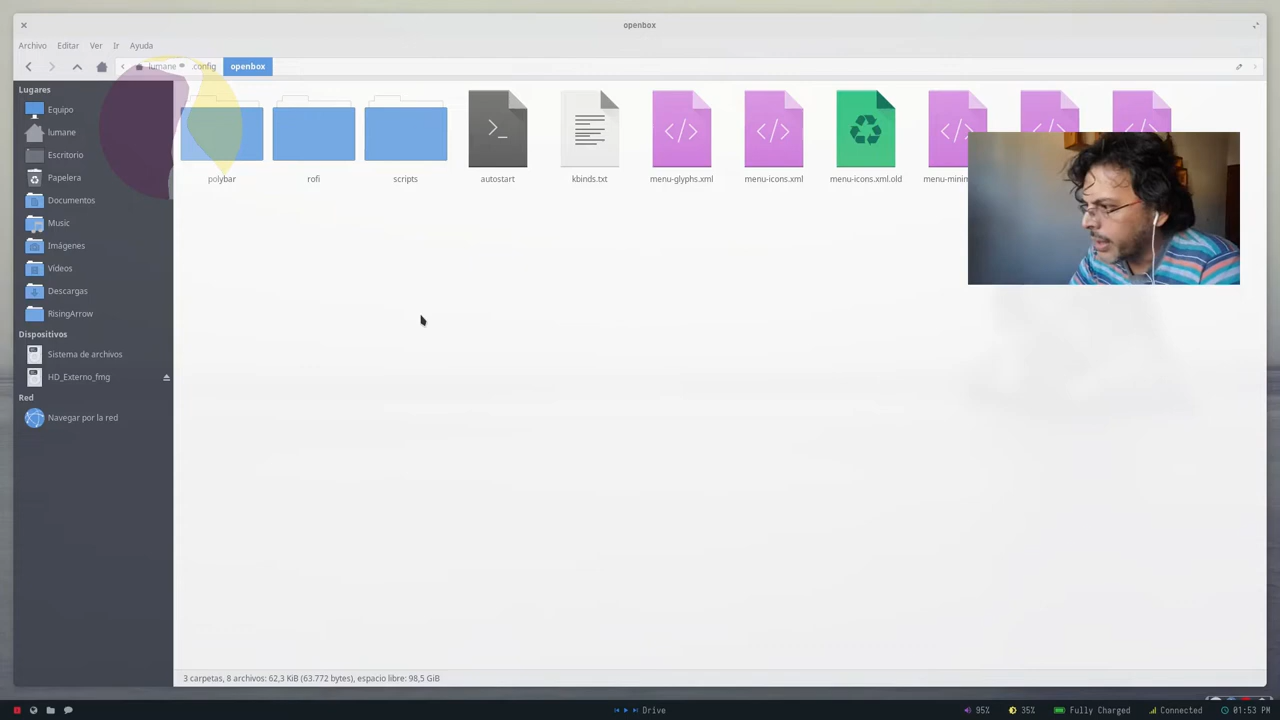 openbox
Archivo Editar Ver Ir Ayuda
lumane .config openbox
Lugares
Equipo
lumane
Escritorio
Papelera
Documentos
Music
Imágenes
Vídeos
Descargas
RisingArrow
Dispositivos
Sistema de archivos
HD_Externo_fmg
Red
Navegar por la red
polybar rofi scripts autostart kbinds.txt menu-glyphs.xml menu-icons.xml menu-icons.xml.old
3 carpetas, 8 archivos: 62,3 KiB (63.772 bytes), espacio libre: 98,5 GiB
Drive 95% 35% Fully Charged Connected 01:53 PM